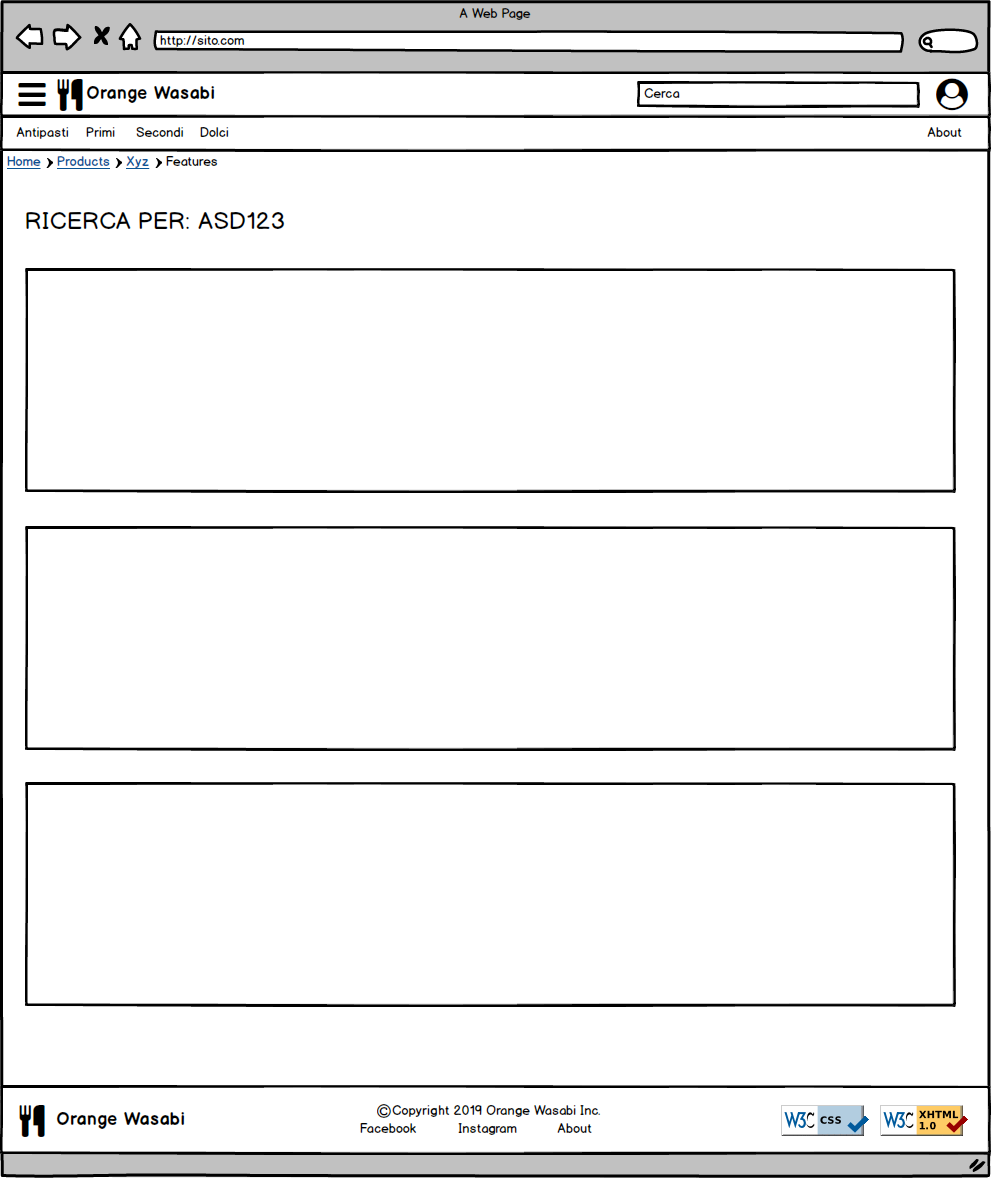 A Web Page
http://sito.com
Orange Wasabi
Cerca
Antipasti Primi Secondi Dolci About
Home Products Xyz Features
RICERCA PER: ASD123
©Copyright 2019 Orange Wasabi Inc.
Orange Wasabi
Facebook Instagram About
W3C CSS
W3C XHTML 1.0